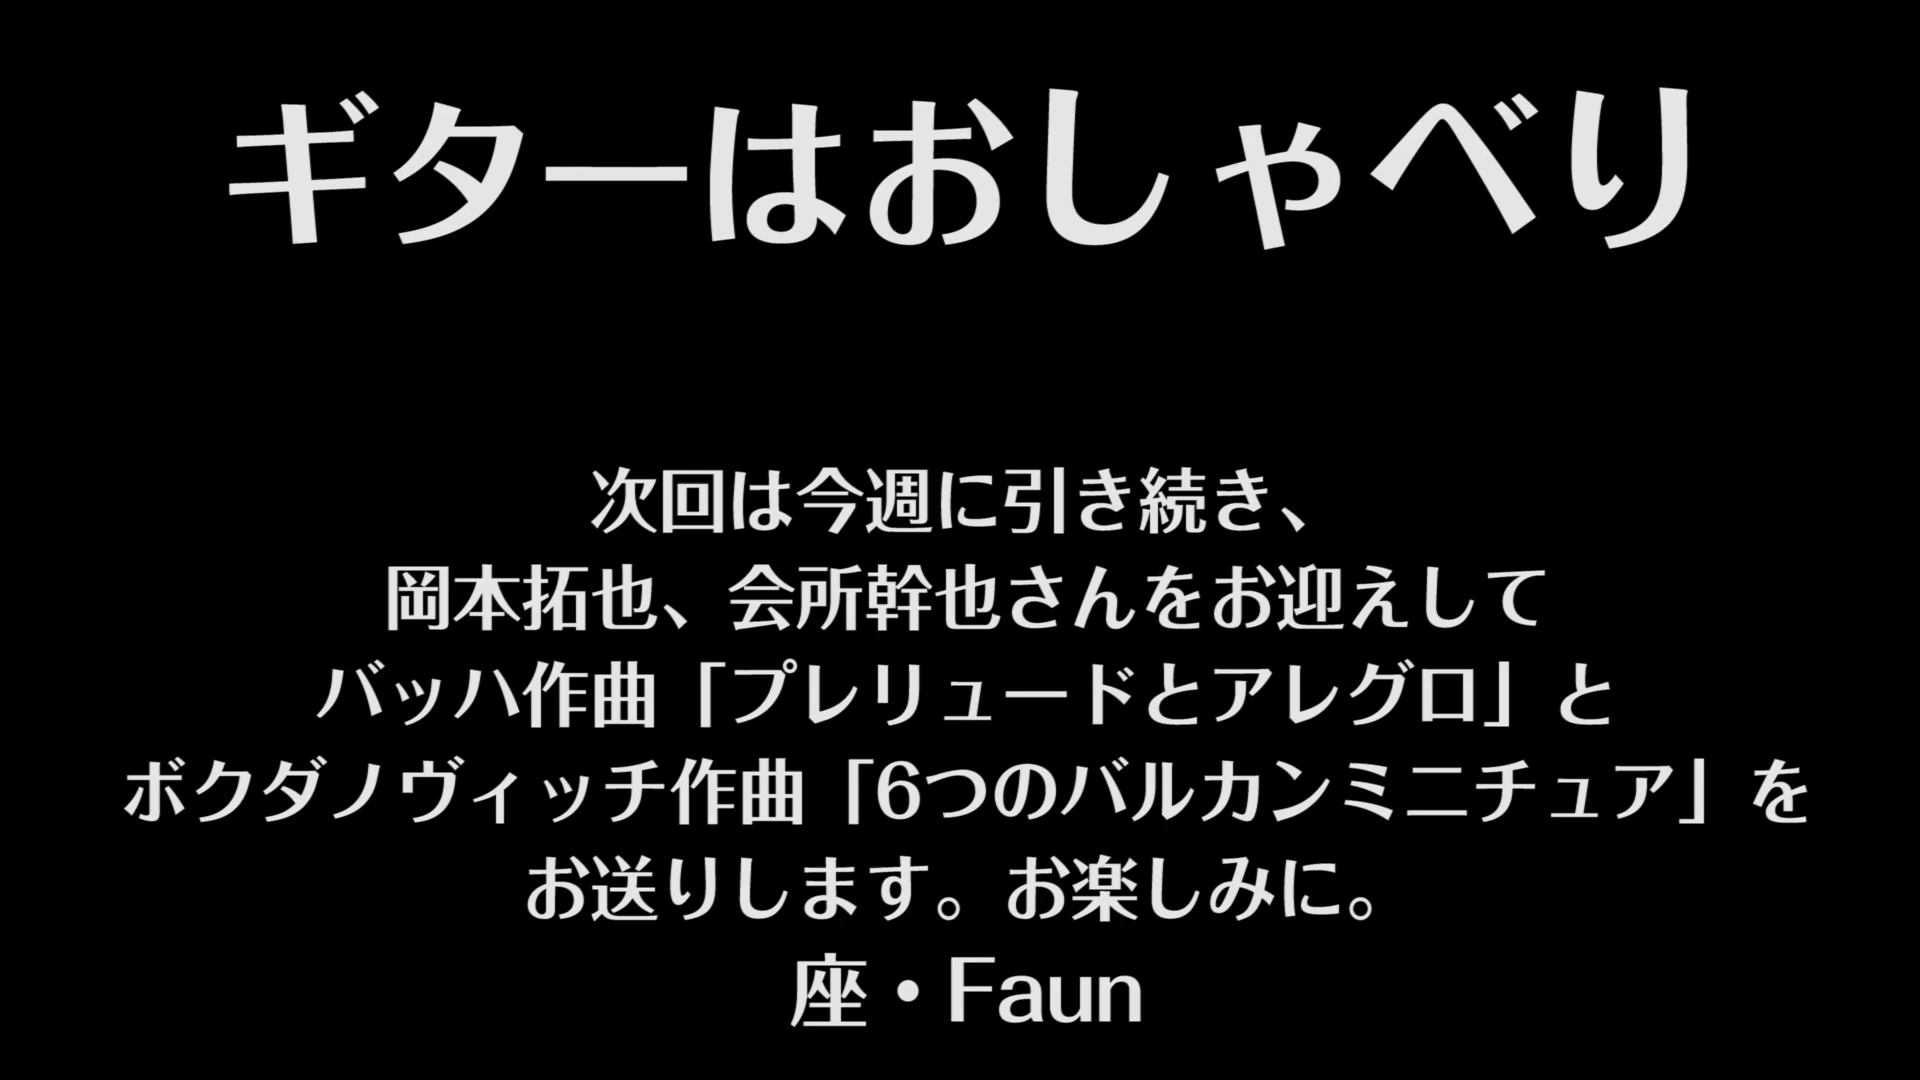 ギターはおしゃべり
次回は今週に引き続き、
岡本拓也、会所幹也さんをお迎えして
バッハ作曲「プレリュードとアレグロ」と
ボクダノヴィッチ作曲「6つのバルカンミニチュア」を
お送りします。お楽しみに。
座・Faun